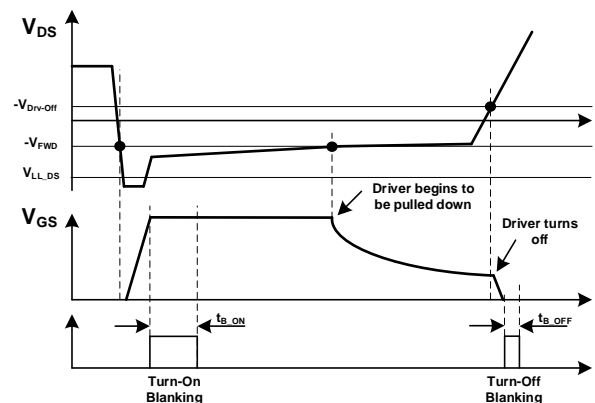 VDS
-VDrv-Off
-VFWD
VLL_DS
Driver begins to
be pulled down
VGS
Driver turns
off
tB_ON
tB_OFF
Turn-On
Blanking
Turn-Off
Blanking